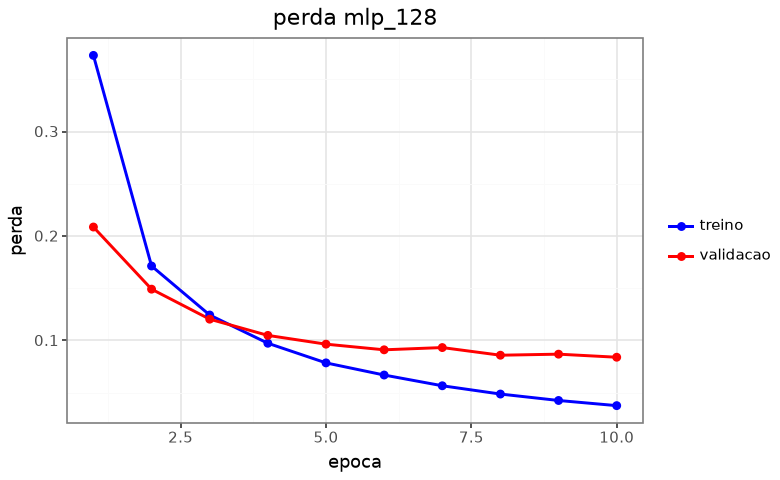 perda mlp_128
perda
0.3
0.2
0.1
2.5 5.0 7.5 10.0
epoca
treino
validacao